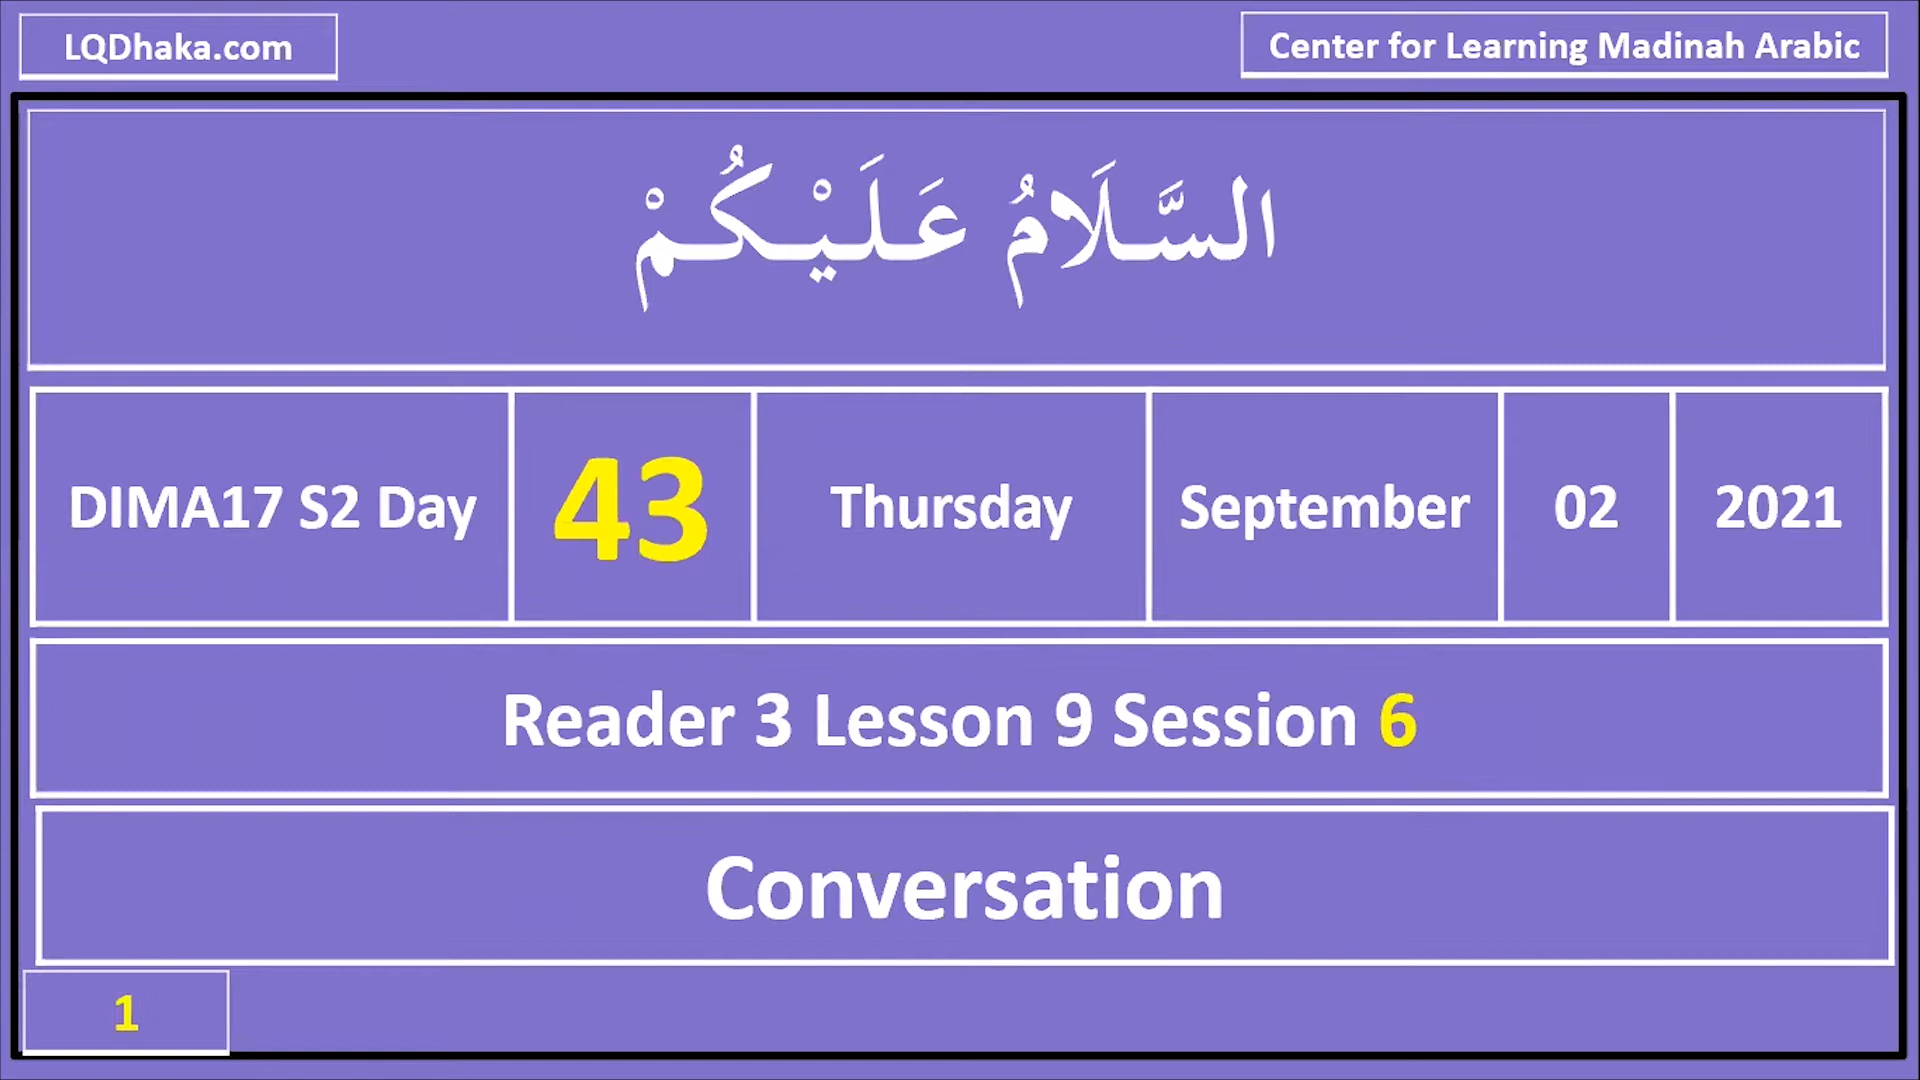 LQDhaka.com
Center for Learning Madinah Arabic
السَّلَامُ عَلَيْكُمْ
DIMA17 S2 Day 43 Thursday September 02 2021
Reader 3 Lesson 9 Session 6
Conversation
1